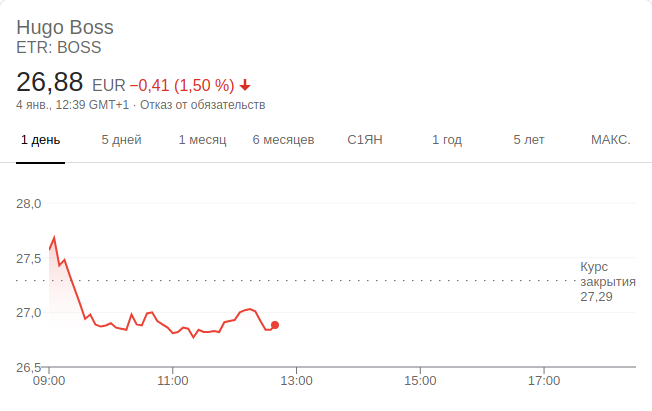 Hugo Boss
ETR: BOSS
26,88 EUR −0,41 (1,50 %)
4 янв., 12:39 GMT+1 · Отказ от обязательств
1 день 5 дней 1 месяц 6 месяцев С1ЯН 1 год 5 лет МАКС.
28,0
27,5
27,0
26,5
Курс
закрытия
27,29
09:00 11:00 13:00 15:00 17:00